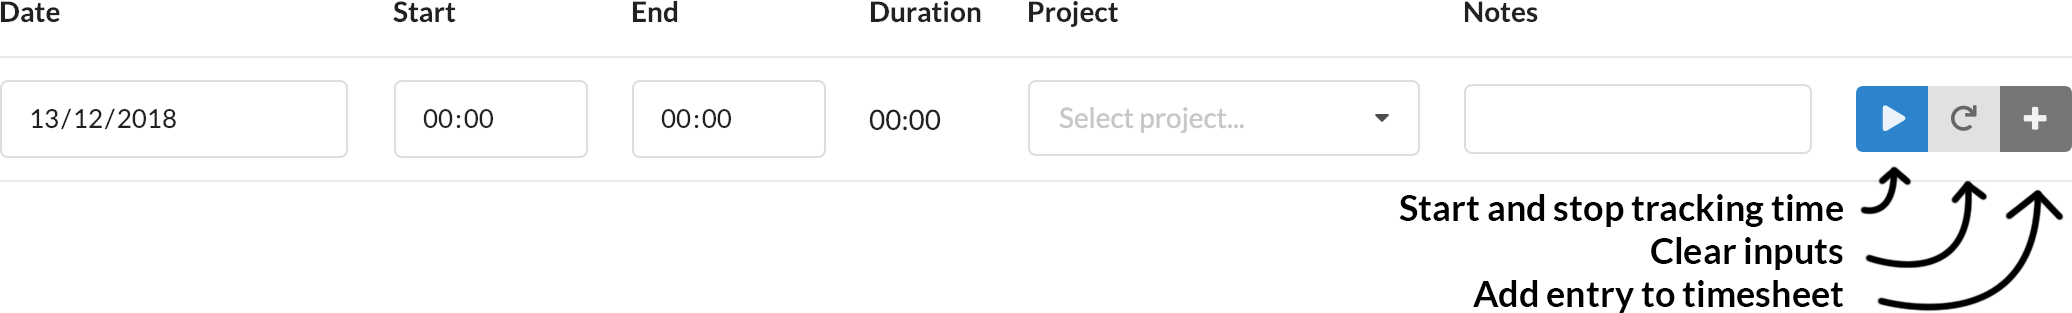 Date Start End Duration Project Notes
13/12/2018 00:00 00:00 00:00 Select project...
Start and stop tracking time
Clear inputs
Add entry to timesheet